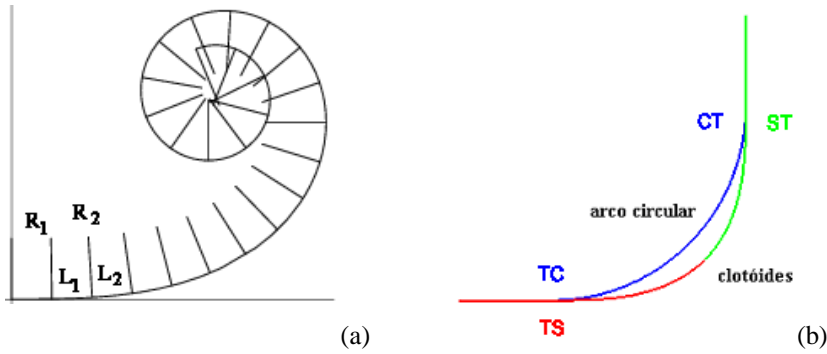 R1
R2
L1
L2
(a)
CT
ST
arco circular
TC
clotóides
TS
(b)